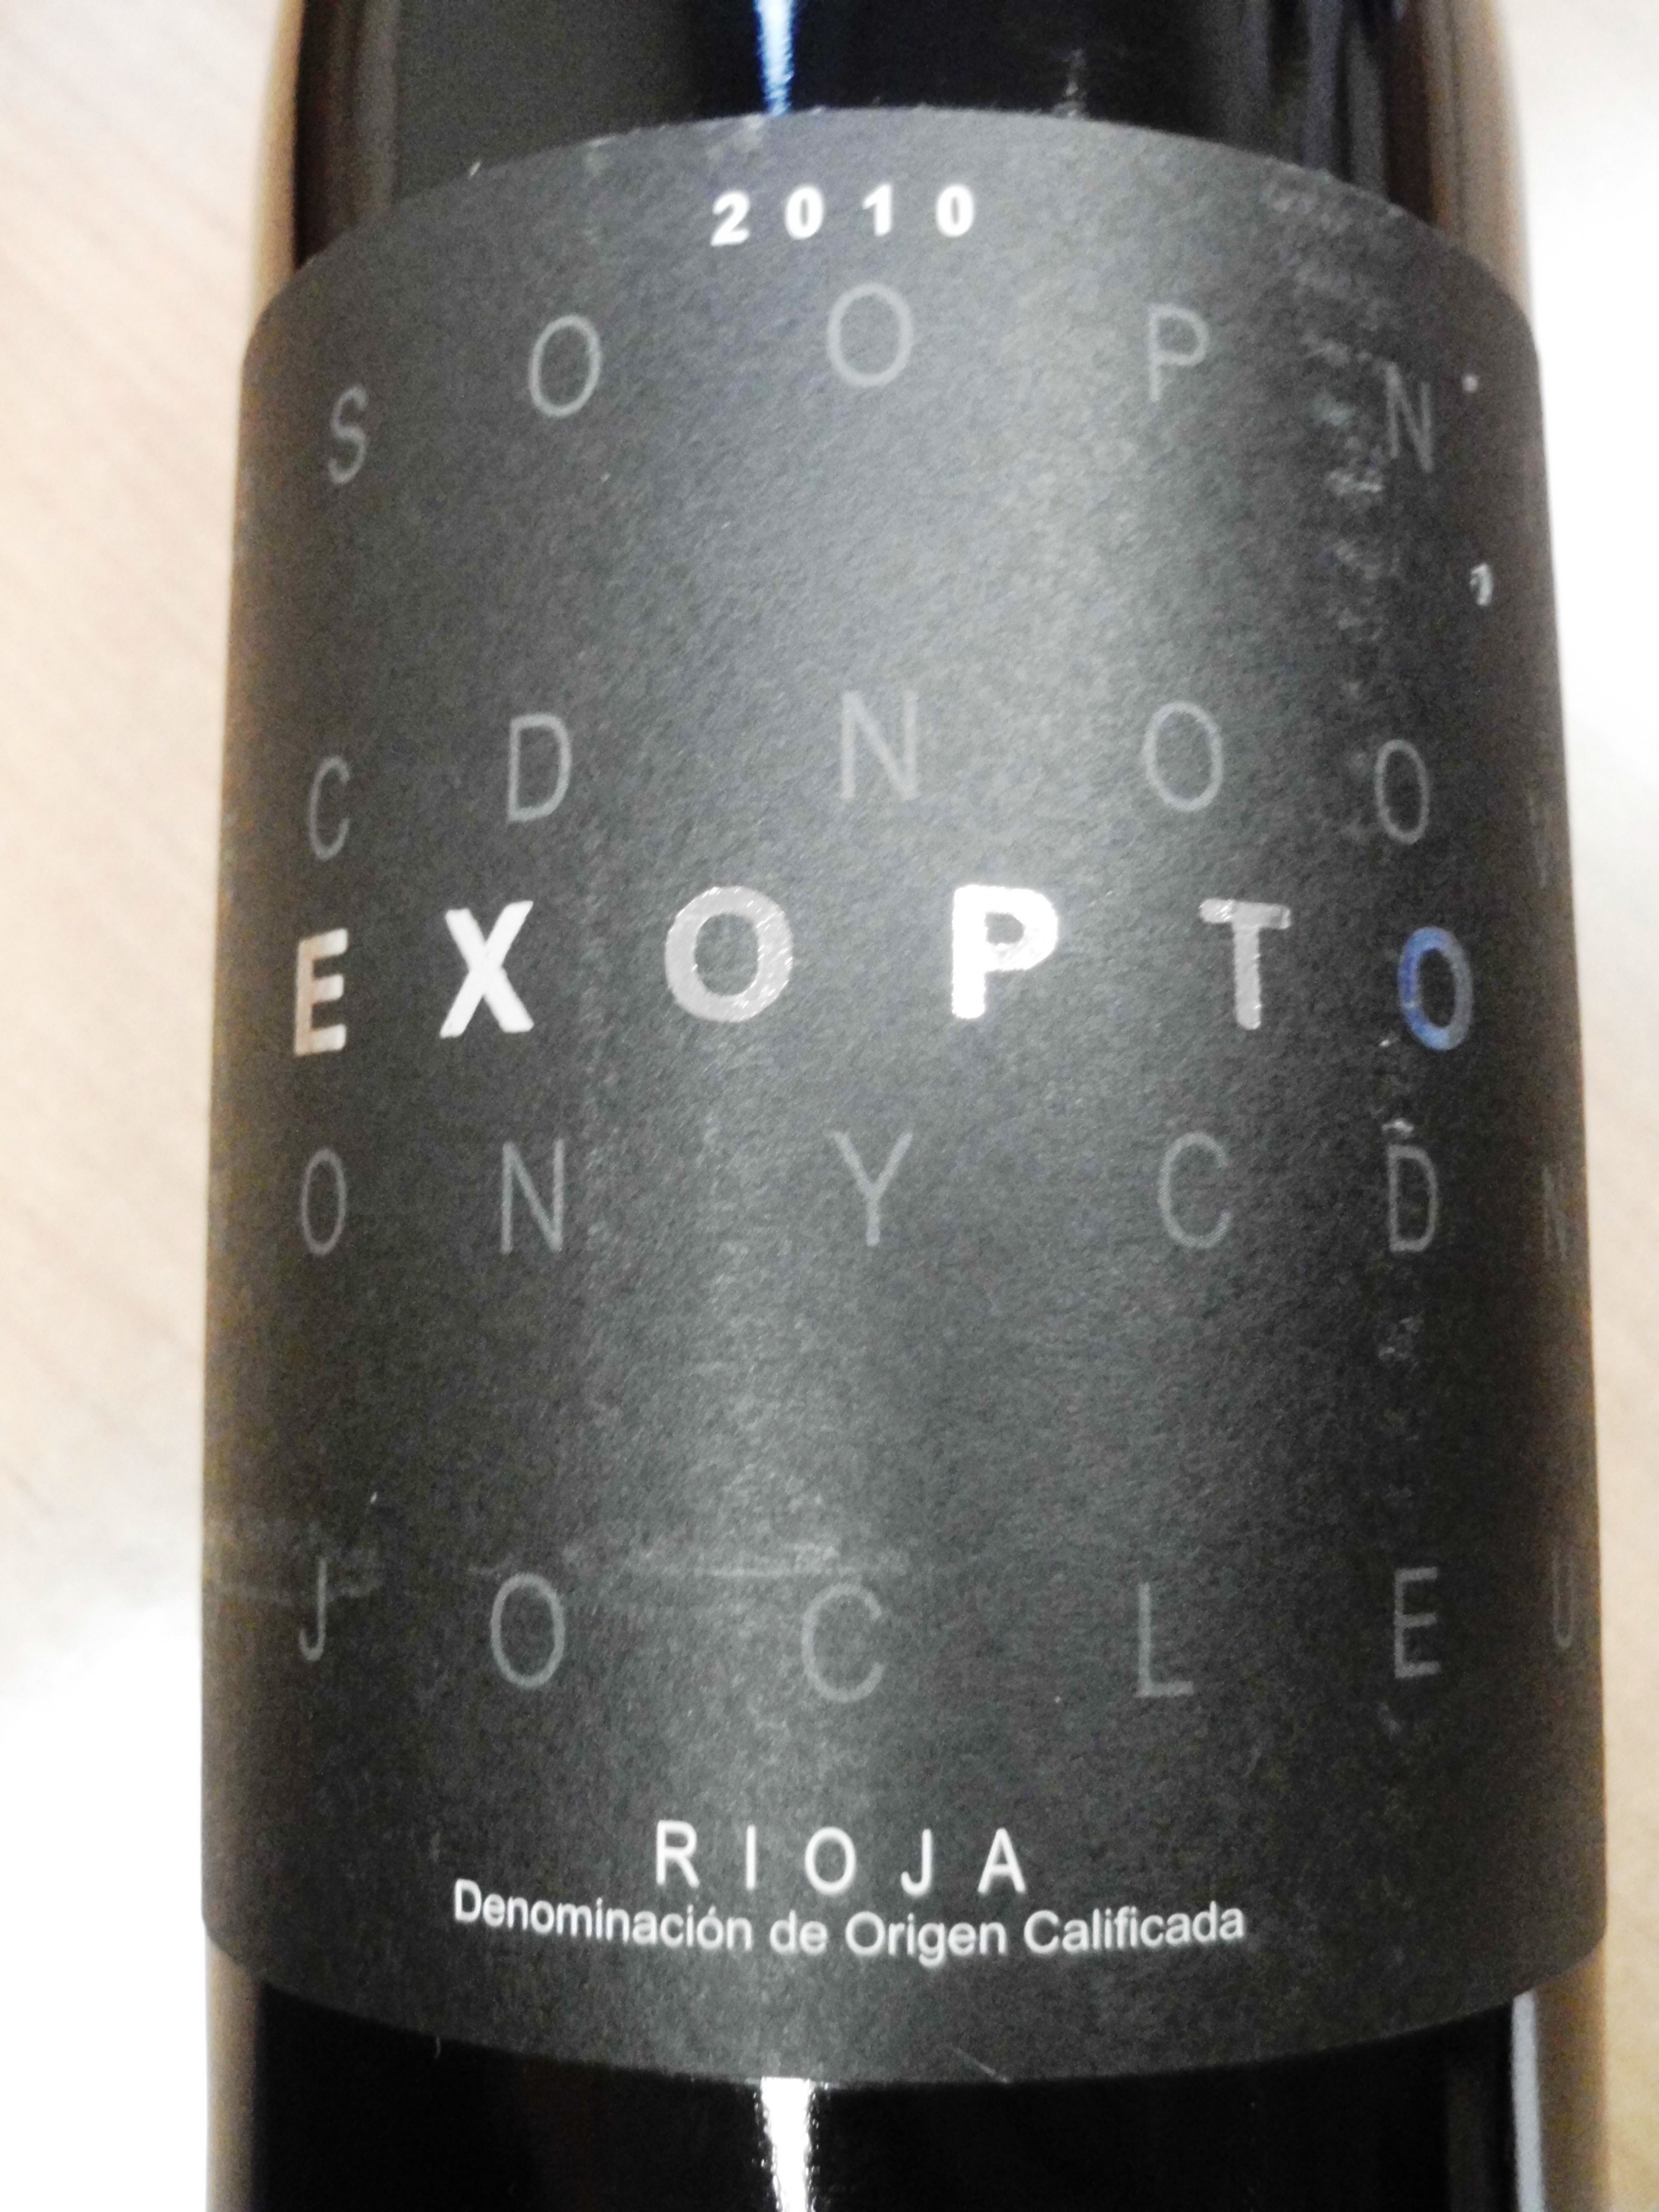 2010
S O O P N
C D N O O
EXOPTO
O N Y C D N
J O C L E U
RIOJA
Denominación de Origen Calificada